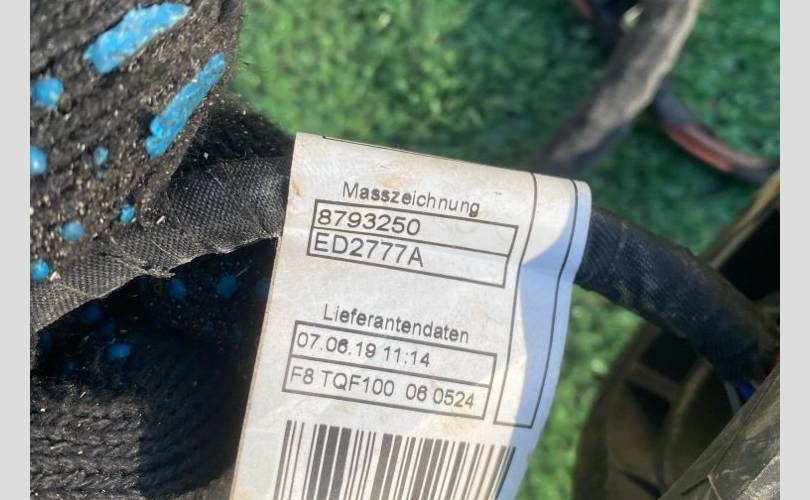 Masszeichnung
8793250
ED2777A
Lieferantendaten
07.06.19 11:14
F8 TQF100 06 0524